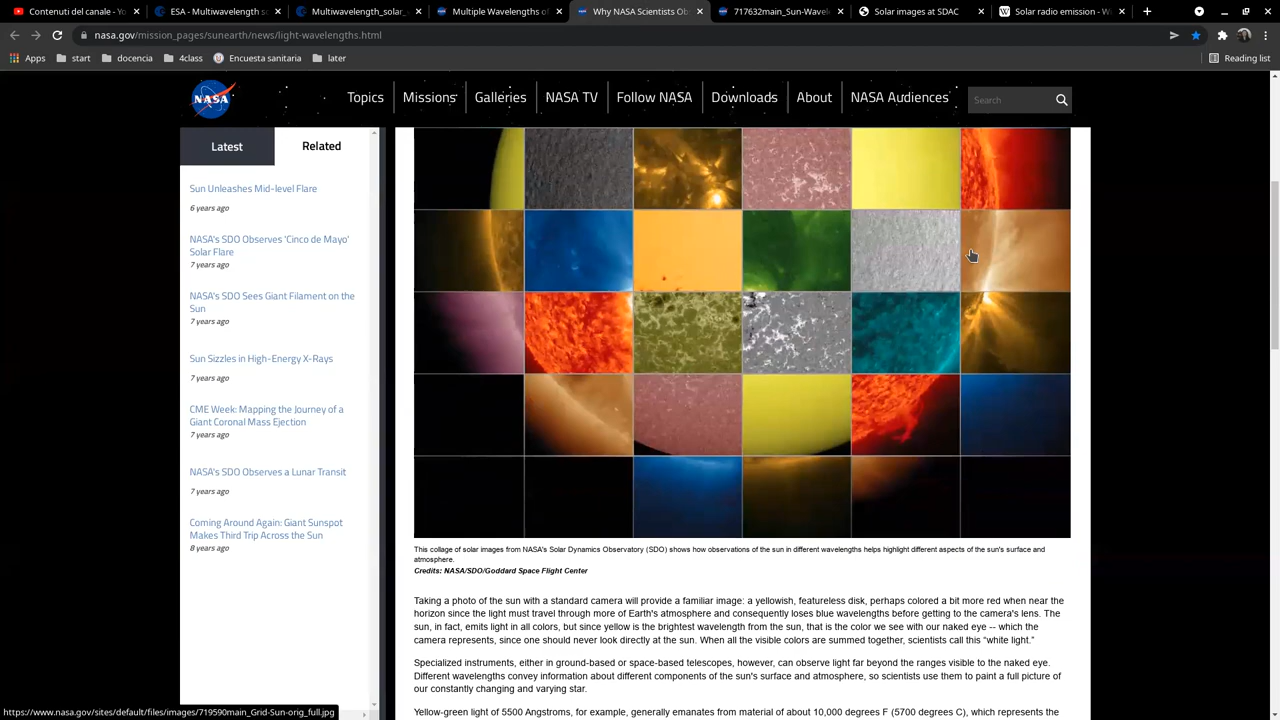 Contenuti del canale - Yo
ESA - Multiwavelength so
Multiwavelength_solar_
Multiple Wavelengths of
Why NASA Scientists Ob
717632main_Sun-Wavel
Solar images at SDAC
Solar radio emission - W
nasa.gov/mission_pages/sunearth/news/light-wavelengths.html
Apps start docencia 4class Encuesta sanitaria later Reading list
NASA Topics Missions Galleries NASA TV Follow NASA Downloads About NASA Audiences Search
Latest Related
Sun Unleashes Mid-level Flare
6 years ago
NASA's SDO Observes 'Cinco de Mayo'
Solar Flare
7 years ago
NASA's SDO Sees Giant Filament on the
Sun
7 years ago
Sun Sizzles in High-Energy X-Rays
7 years ago
CME Week: Mapping the Journey of a
Giant Coronal Mass Ejection
7 years ago
NASA's SDO Observes a Lunar Transit
7 years ago
Coming Around Again: Giant Sunspot
Makes Third Trip Across the Sun
8 years ago
This collage of solar images from NASA's Solar Dynamics Observatory (SDO) shows how observations of the sun in different wavelengths helps highlight different aspects of the sun's surface and
atmosphere.
Credits: NASA/SDO/Goddard Space Flight Center
Taking a photo of the sun with a standard camera will provide a familiar image: a yellowish, featureless disk, perhaps colored a bit more red when near the
horizon since the light must travel through more of Earth's atmosphere and consequently loses blue wavelengths before getting to the camera's lens. The
sun, in fact, emits light in all colors, but since yellow is the brightest wavelength from the sun, that is the color we see with our naked eye -- which the
camera represents, since one should never look directly at the sun. When all the visible colors are summed together, scientists call this “white light.”
Specialized instruments, either in ground-based or space-based telescopes, however, can observe light far beyond the ranges visible to the naked eye.
Different wavelengths convey information about different components of the sun's surface and atmosphere, so scientists use them to paint a full picture of
our constantly changing and varying star.
Yellow-green light of 5500 Angstroms, for example, generally emanates from material of about 10,000 degrees F (5700 degrees C), which represents the
https://www.nasa.gov/sites/default/files/images/719590main_Grid-Sun-orig_full.jpg